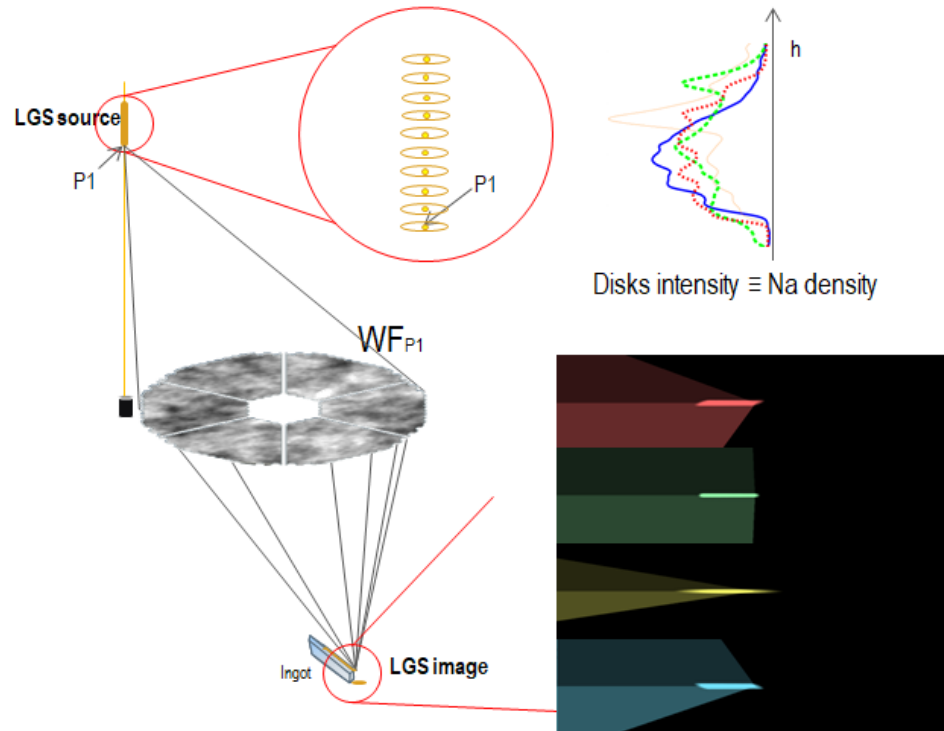 h
LGS source
P1
P1
Disks intensity ≡ Na density
WFP1
Ingot
LGS image